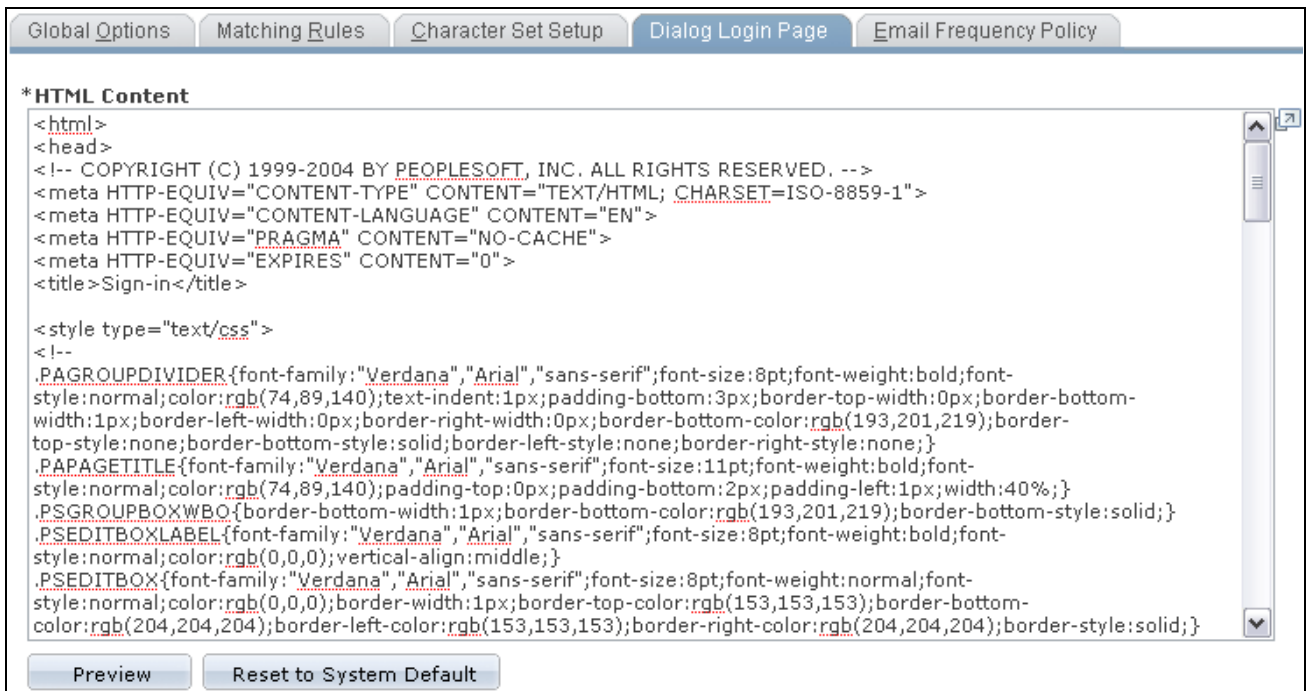 Global Options Matching Rules Character Set Setup Dialog Login Page Email Frequency Policy
*HTML Content
<html>
<head>
<!-- COPYRIGHT (C) 1999-2004 BY PEOPLESOFT, INC. ALL RIGHTS RESERVED. -->
<meta HTTP-EQUIV="CONTENT-TYPE" CONTENT="TEXT/HTML; CHARSET=ISO-8859-1">
<meta HTTP-EQUIV="CONTENT-LANGUAGE" CONTENT="EN">
<meta HTTP-EQUIV="PRAGMA" CONTENT="NO-CACHE">
<meta HTTP-EQUIV="EXPIRES" CONTENT="0">
<title>Sign-in</title>
<style type="text/css">
<!--
.PAGROUPDIVIDER{font-family:"Verdana","Arial","sans-serif";font-size:8pt;font-weight:bold;font-
style:normal;color:rgb(74,89,140);text-indent:1px;padding-bottom:3px;border-top-width:0px;border-bottom-
width:1px;border-left-width:0px;border-right-width:0px;border-bottom-color:rgb(193,201,219);border-
top-style:none;border-bottom-style:solid;border-left-style:none;border-right-style:none;}
.PAPAGETITLE{font-family:"Verdana","Arial","sans-serif";font-size:11pt;font-weight:bold;font-
style:normal;color:rgb(74,89,140);padding-top:0px;padding-bottom:2px;padding-left:1px;width:40%;}
.PSGROUPBOXWBO{border-bottom-width:1px;border-bottom-color:rgb(193,201,219);border-bottom-style:solid;}
.PSEDITBOXLABEL{font-family:"Verdana","Arial","sans-serif";font-size:8pt;font-weight:bold;font-
style:normal;color:rgb(0,0,0);vertical-align:middle;}
.PSEDITBOX{font-family:"Verdana","Arial","sans-serif";font-size:8pt;font-weight:normal;font-
style:normal;color:rgb(0,0,0);border-width:1px;border-top-color:rgb(153,153,153);border-bottom-
color:rgb(204,204,204);border-left-color:rgb(153,153,153);border-right-color:rgb(204,204,204);border-style:solid;}
Preview Reset to System Default